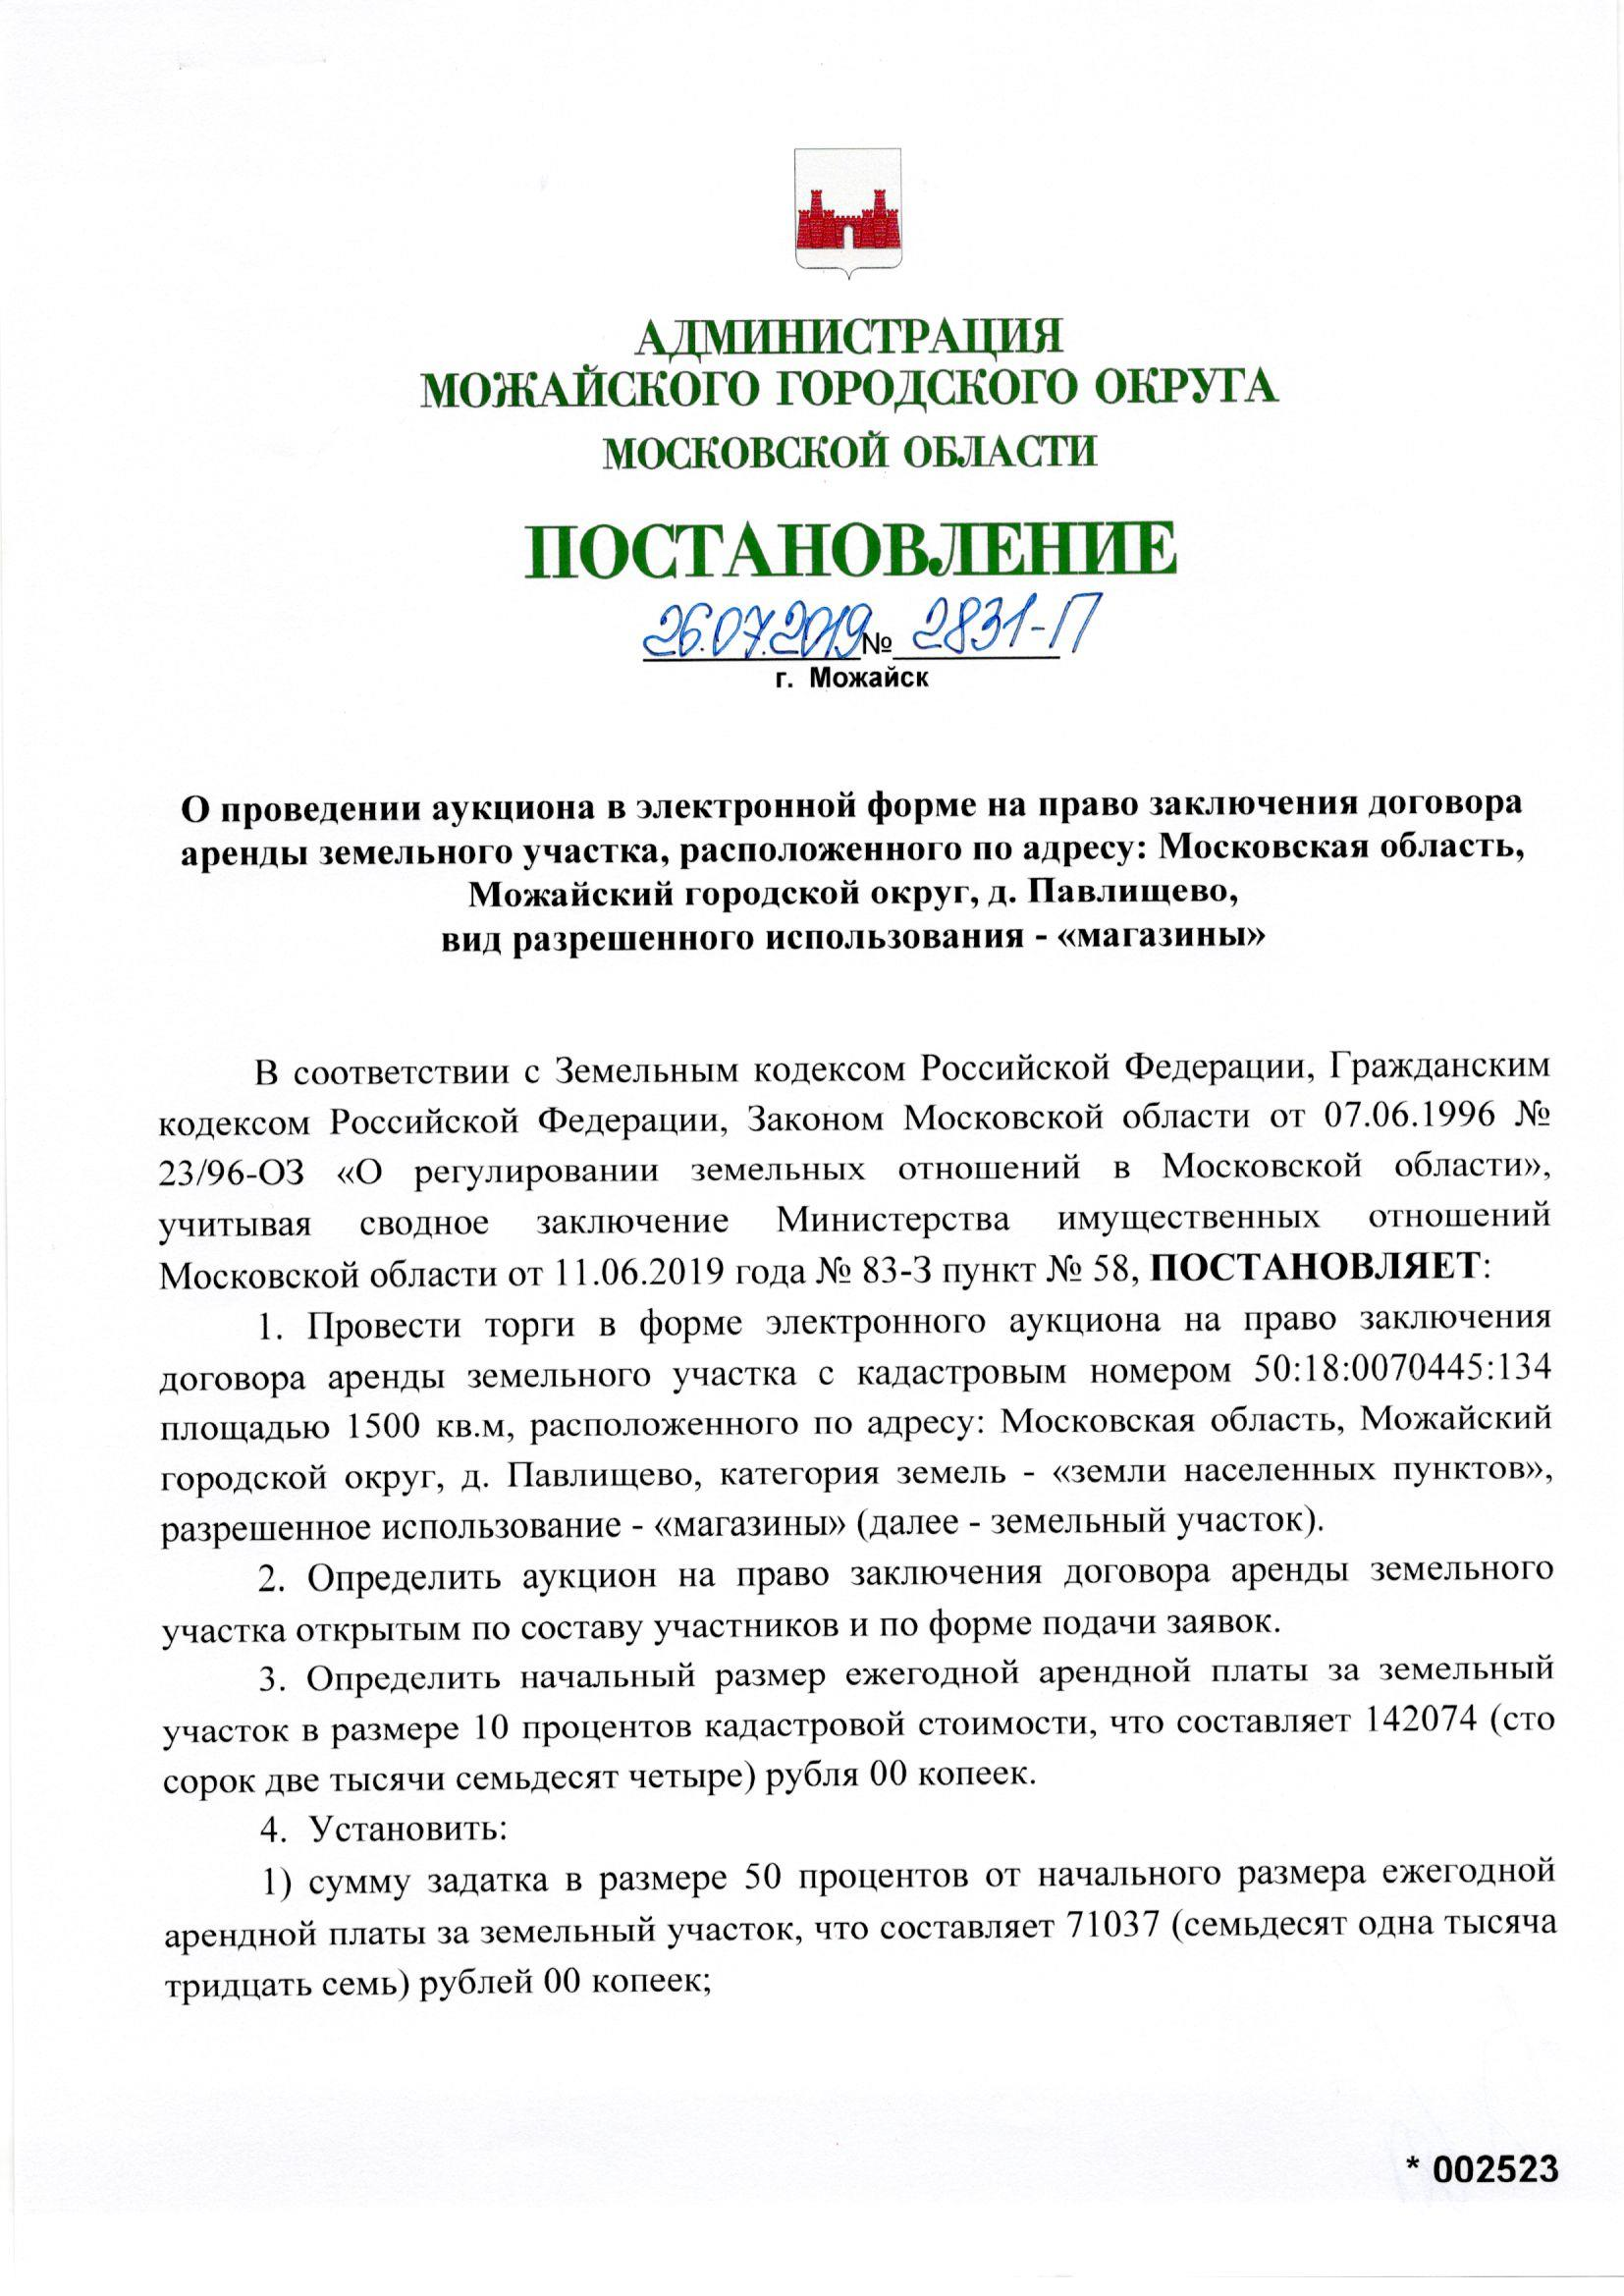 АДМИНИСТРАЦИЯ
МОЖАЙСКОГО ГОРОДСКОГО ОКРУГА
МОСКОВСКОЙ ОБЛАСТИ
ПОСТАНОВЛЕНИЕ
26.07.2019 № 2831-П
г. Можайск
О проведении аукциона в электронной форме на право заключения договора
аренды земельного участка, расположенного по адресу: Московская область,
Можайский городской округ, д. Павлищево,
вид разрешенного использования - «магазины»
В соответствии с Земельным кодексом Российской Федерации, Гражданским
кодексом Российской Федерации, Законом Московской области от 07.06.1996 №
23/96-ОЗ «О регулировании земельных отношений в Московской области»,
учитывая сводное заключение Министерства имущественных отношений
Московской области от 11.06.2019 года № 83-З пункт № 58, ПОСТАНОВЛЯЕТ:
1. Провести торги в форме электронного аукциона на право заключения
договора аренды земельного участка с кадастровым номером 50:18:0070445:134
площадью 1500 кв.м, расположенного по адресу: Московская область, Можайский
городской округ, д. Павлищево, категория земель - «земли населенных пунктов»,
разрешенное использование - «магазины» (далее - земельный участок).
2. Определить аукцион на право заключения договора аренды земельного
участка открытым по составу участников и по форме подачи заявок.
3. Определить начальный размер ежегодной арендной платы за земельный
участок в размере 10 процентов кадастровой стоимости, что составляет 142074 (сто
сорок две тысячи семьдесят четыре) рубля 00 копеек.
4. Установить:
1) сумму задатка в размере 50 процентов от начального размера ежегодной
арендной платы за земельный участок, что составляет 71037 (семьдесят одна тысяча
тридцать семь) рублей 00 копеек;
* 002523